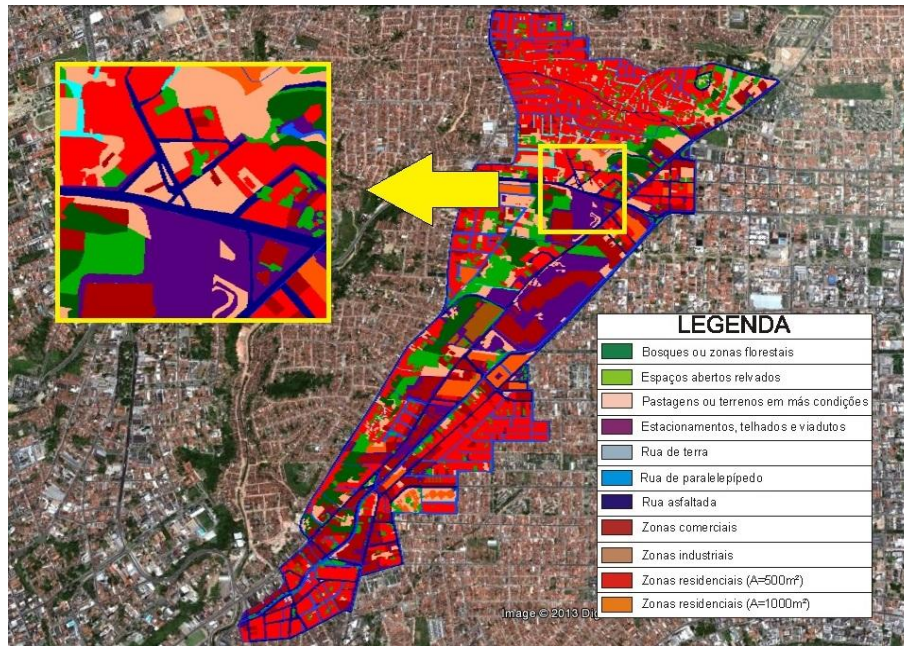 LEGENDA
Bosques ou zonas florestais
Espaços abertos relvados
Pastagens ou terrenos em más condições
Estacionamentos, telhados e viadutos
Rua de terra
Rua de paralelepípedo
Rua asfaltada
Zonas comerciais
Zonas industriais
Zonas residenciais (A=500m²)
Zonas residenciais (A=1000m²)
Image © 2013 Dig